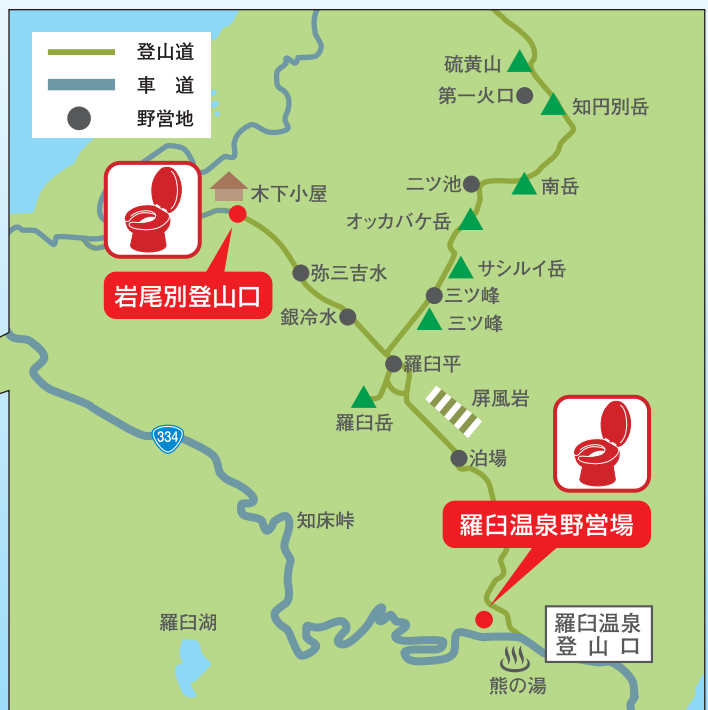 登山道
車　道
野営地
硫黄山
第一火口
知円別岳
二ツ池
南岳
木下小屋
オッカバケ岳
サシルイ岳
弥三吉水
岩尾別登山口
三ツ峰
銀冷水
三ツ峰
羅臼平
屏風岩
羅臼岳
334
泊場
知床峠
羅臼温泉野営場
羅臼湖
羅臼温泉
登山口
熊の湯